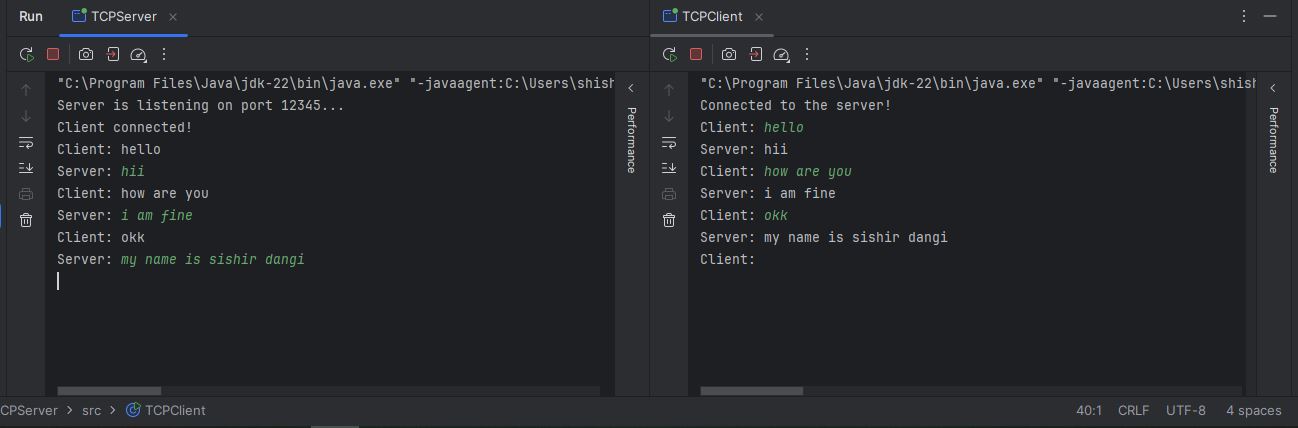 Run TCPServer
"C:\Program Files\Java\jdk-22\bin\java.exe" "-javaagent:C:\Users\shish
Server is listening on port 12345...
Client connected!
Client: hello
Server: hii
Client: how are you
Server: i am fine
Client: okk
Server: my name is sishir dangi
Performance
TCPClient
"C:\Program Files\Java\jdk-22\bin\java.exe" "-javaagent:C:\Users\shish
Connected to the server!
Client: hello
Server: hii
Client: how are you
Server: i am fine
Client: okk
Server: my name is sishir dangi
Client:
Performance
CPServer > src > TCPClient
40:1 CRLF UTF-8 4 spaces